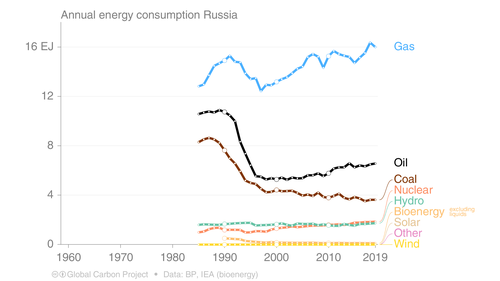 Annual energy consumption Russia
16 EJ
12
8
4
0
1960
1970
1980
1990
2000
2010
2019
Gas
Oil
Coal
Nuclear
Hydro
Bioenergy excluding
liquids
Solar
Other
Wind
Global Carbon Project • Data: BP, IEA (bioenergy)